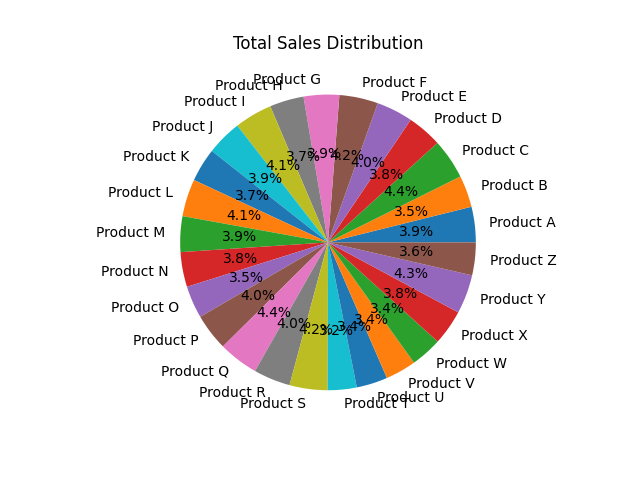 Total Sales Distribution
Product A
3.9%
Product B
3.5%
Product C
4.4%
Product D
3.8%
Product E
4.0%
Product F
4.2%
Product G
3.9%
Product H
3.7%
Product I
4.1%
Product J
3.9%
Product K
3.7%
Product L
4.1%
Product M
3.9%
Product N
3.8%
Product O
3.5%
Product P
4.0%
Product Q
4.4%
Product R
4.0%
Product S
4.2%
Product T
3.2%
Product U
3.4%
Product V
3.4%
Product W
3.4%
Product X
3.8%
Product Y
4.3%
Product Z
3.6%